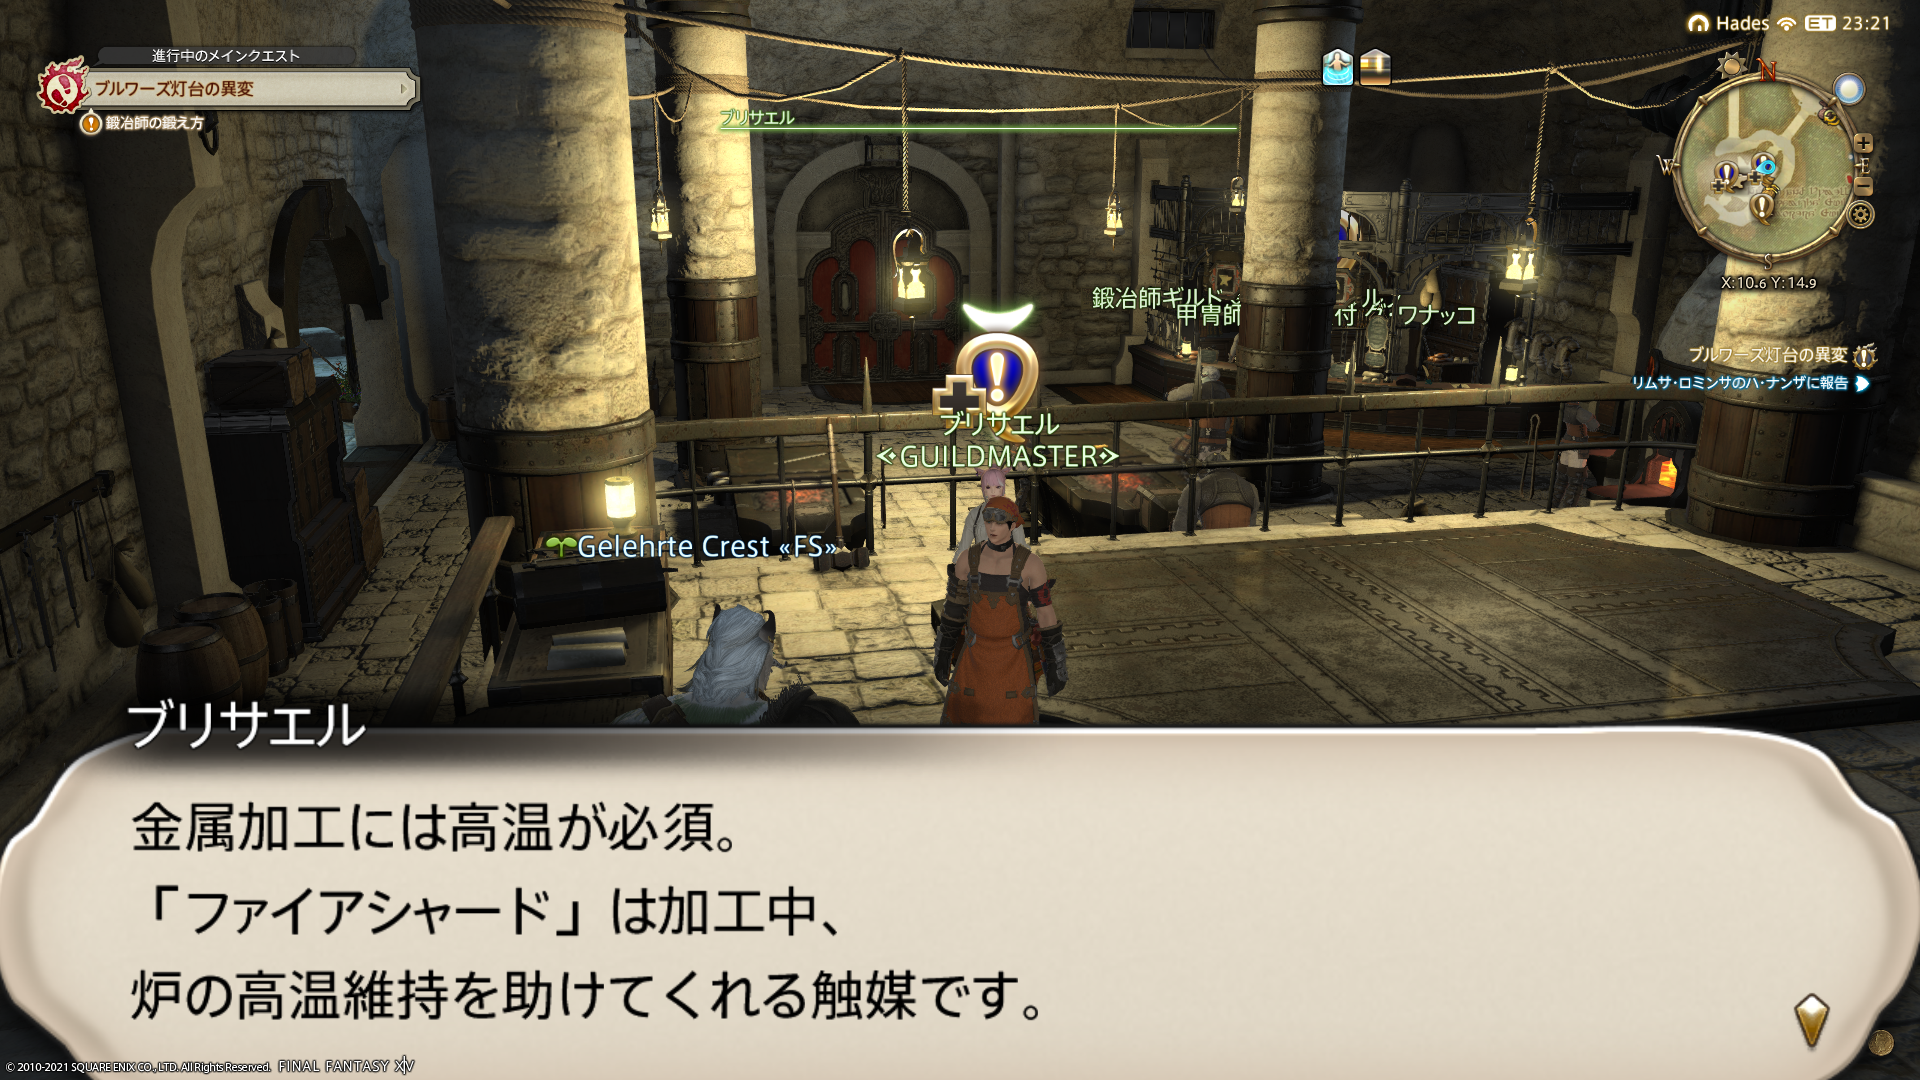 Hades ET 23:21
進行中のメインクエスト
ブルワーズ灯台の異変
鍛冶師の鍛え方
ブリサエル
N
W
E
S
X:10.6 Y:14.9
鍛冶師ギルド
甲冑師
付
ワナッコ
ブルワーズ灯台の異変
リムサ・ロミンサのハ・ナンザに報告
ブリサエル
«GUILDMASTER»
Gelehrte Crest «FS»
ブリサエル
金属加工には高温が必須。
「ファイアシャード」は加工中、
炉の高温維持を助けてくれる触媒です。
© 2010-2021 SQUARE ENIX CO., LTD. All Rights Reserved. FINAL FANTASY XIV